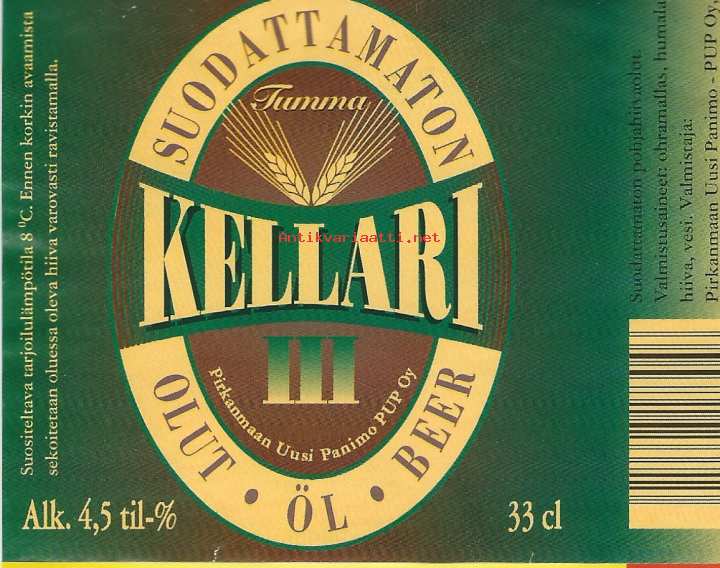 Suositeltava tarjoilulämpötila 8 °C. Ennen korkin avaamista
sekoitetaan oluessa oleva hiiva varovasti ravistamalla.
SUODATTAMATON
Tumma
KELLARI
Antikvariaatti.net
III
Pirkanmaan Uusi Panimo PUP Oy
OLUT • ÖL • BEER
Alk. 4,5 til-%
33 cl
Suodattamaton pohjahiivaolut.
Valmistusaineet: ohramallas, humala
hiiva, vesi. Valmistaja:
Pirkanmaan Uusi Panimo - PUP Oy,